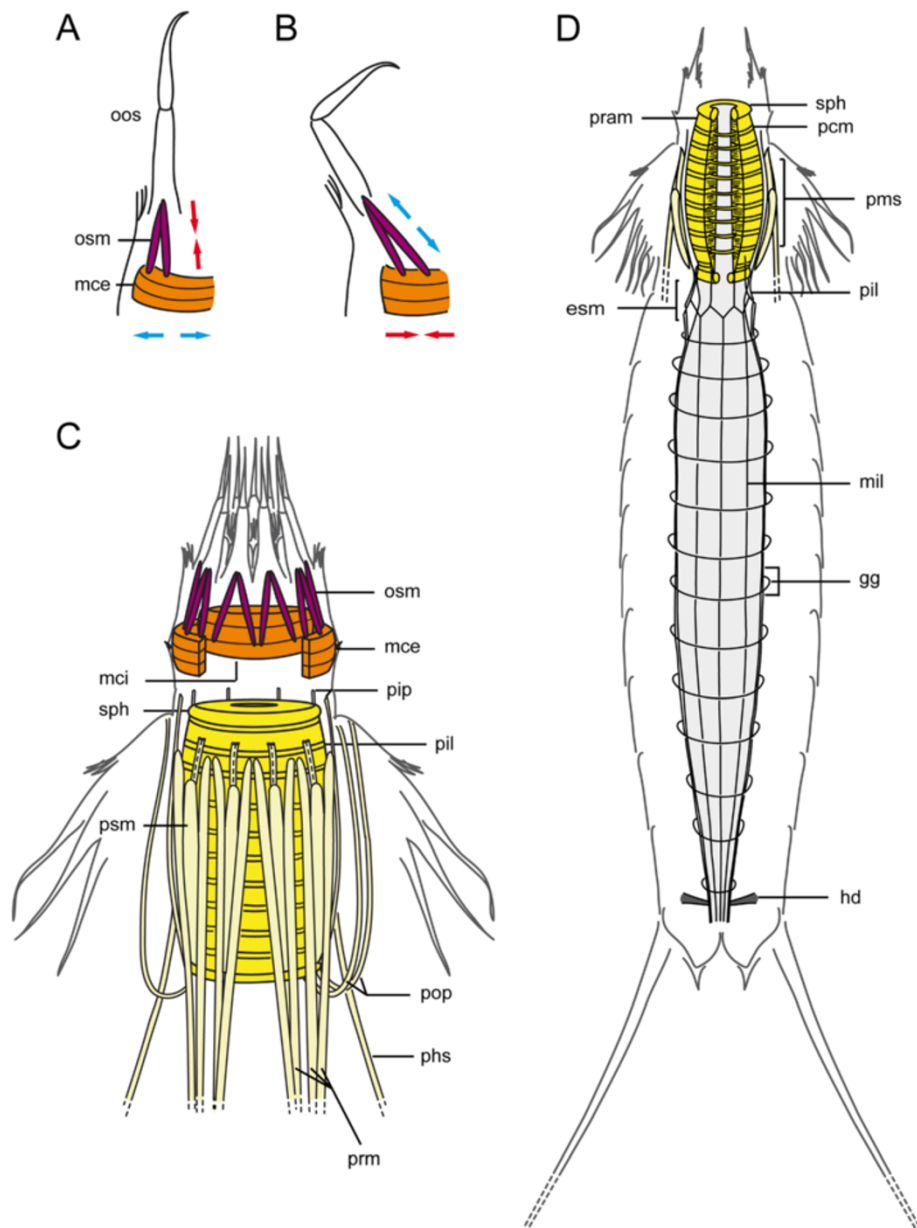 A
B
D
oos
osm
mce
sph
pram
pcm
pms
pil
esm
mil
gg
hd
C
osm
mce
mci
pip
sph
pil
psm
pop
phs
prm